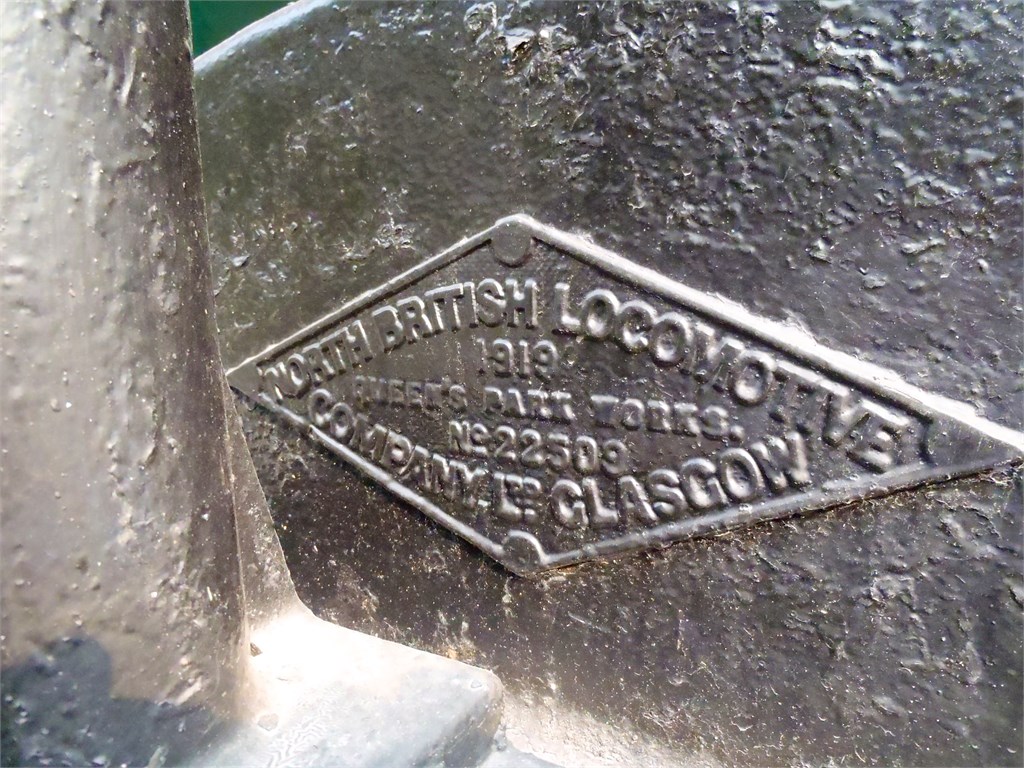 NORTH BRITISH LOCOMOTIVE
1919
QUEEN'S PARK WORKS.
No 22509
COMPANY, LTD GLASGOW